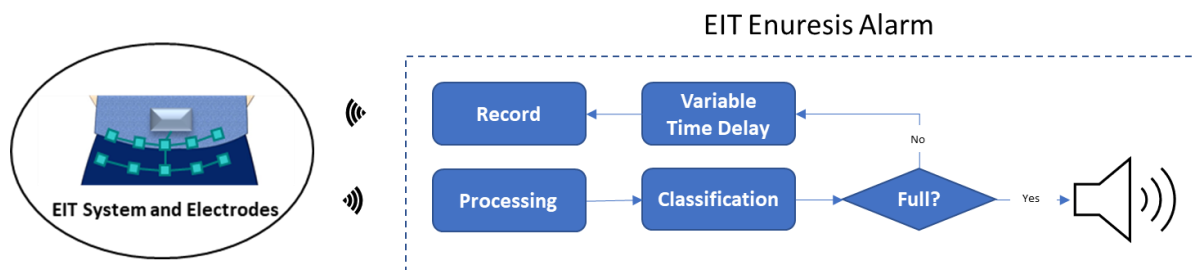 EIT Enuresis Alarm
Record
Variable
Time Delay
No
Processing
Classification
Full?
Yes
EIT System and Electrodes